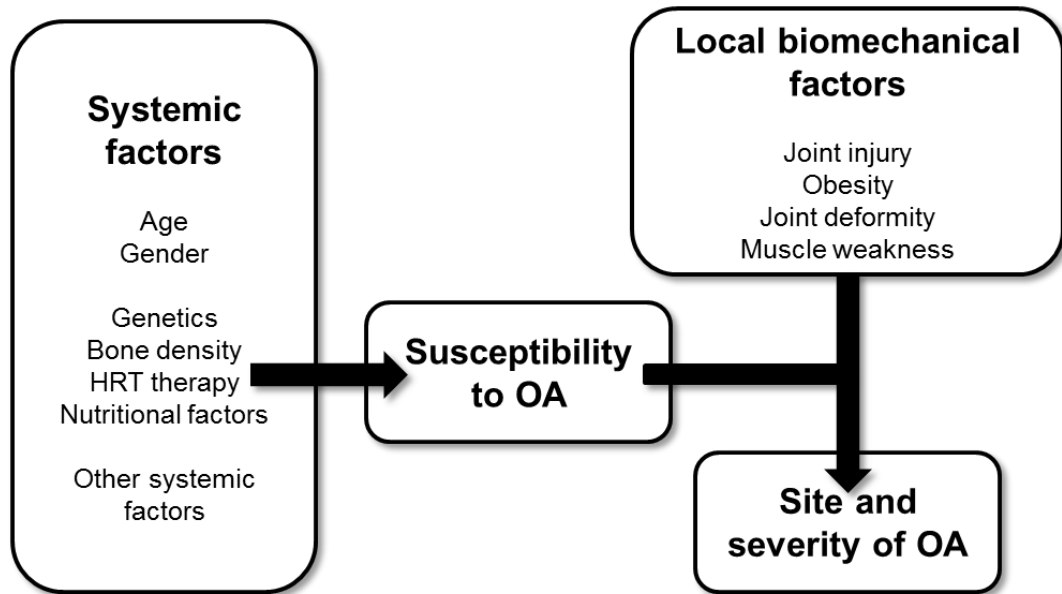 Systemic
factors
Age
Gender
Genetics
Bone density
HRT therapy
Nutritional factors
Other systemic
factors
Susceptibility
to OA
Local biomechanical
factors
Joint injury
Obesity
Joint deformity
Muscle weakness
Site and
severity of OA